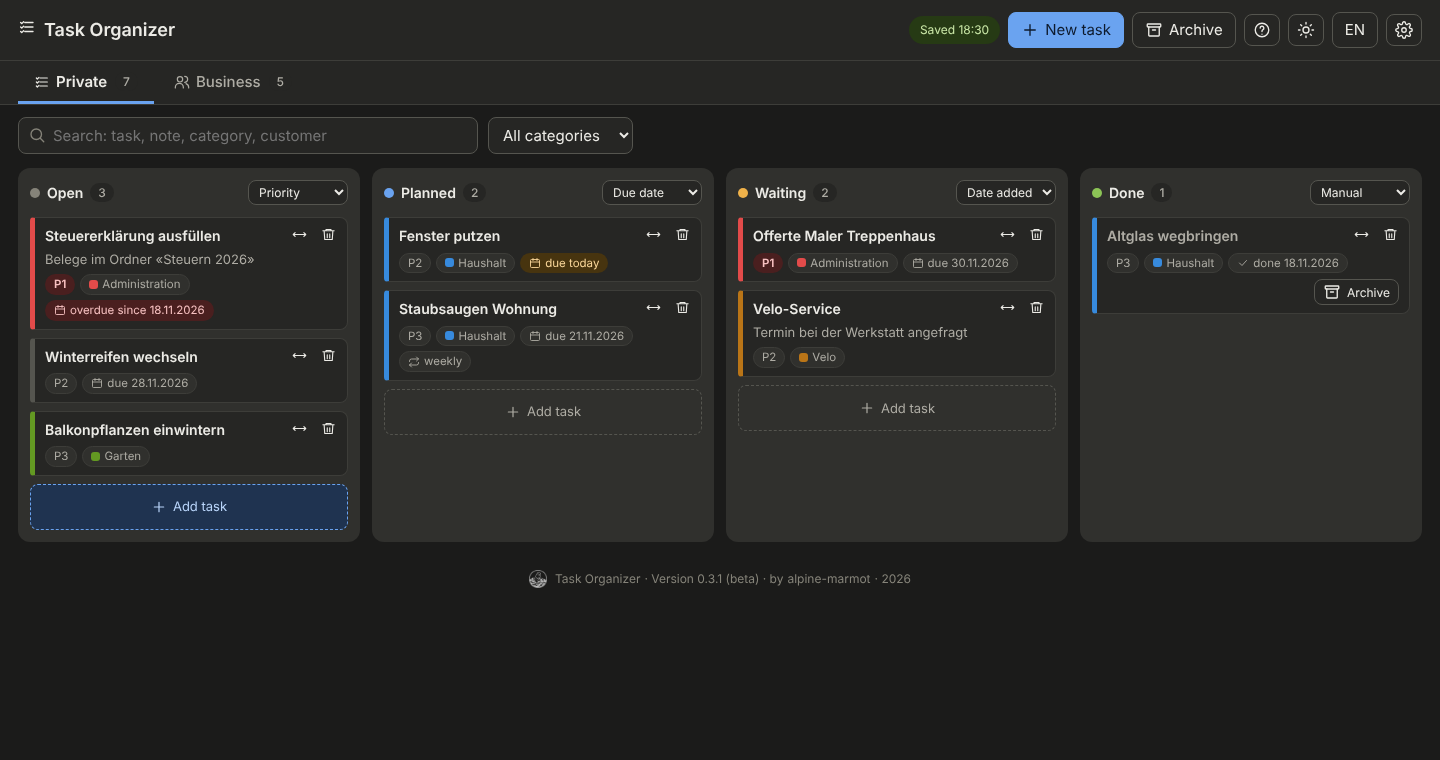 Task Organizer
Saved 18:30
New task
Archive
EN
Private 7
Business 5
Search: task, note, category, customer
All categories
Open 3
Priority
Steuererklärung ausfüllen
Belege im Ordner «Steuern 2026»
P1 Administration
overdue since 18.11.2026
Winterreifen wechseln
P2 due 28.11.2026
Balkonpflanzen einwintern
P3 Garten
Add task
Planned 2
Due date
Fenster putzen
P2 Haushalt due today
Staubsaugen Wohnung
P3 Haushalt due 21.11.2026
weekly
Add task
Waiting 2
Date added
Offerte Maler Treppenhaus
P1 Administration due 30.11.2026
Velo-Service
Termin bei der Werkstatt angefragt
P2 Velo
Add task
Done 1
Manual
Altglas wegbringen
P3 Haushalt done 18.11.2026
Archive
Task Organizer · Version 0.3.1 (beta) · by alpine-marmot · 2026